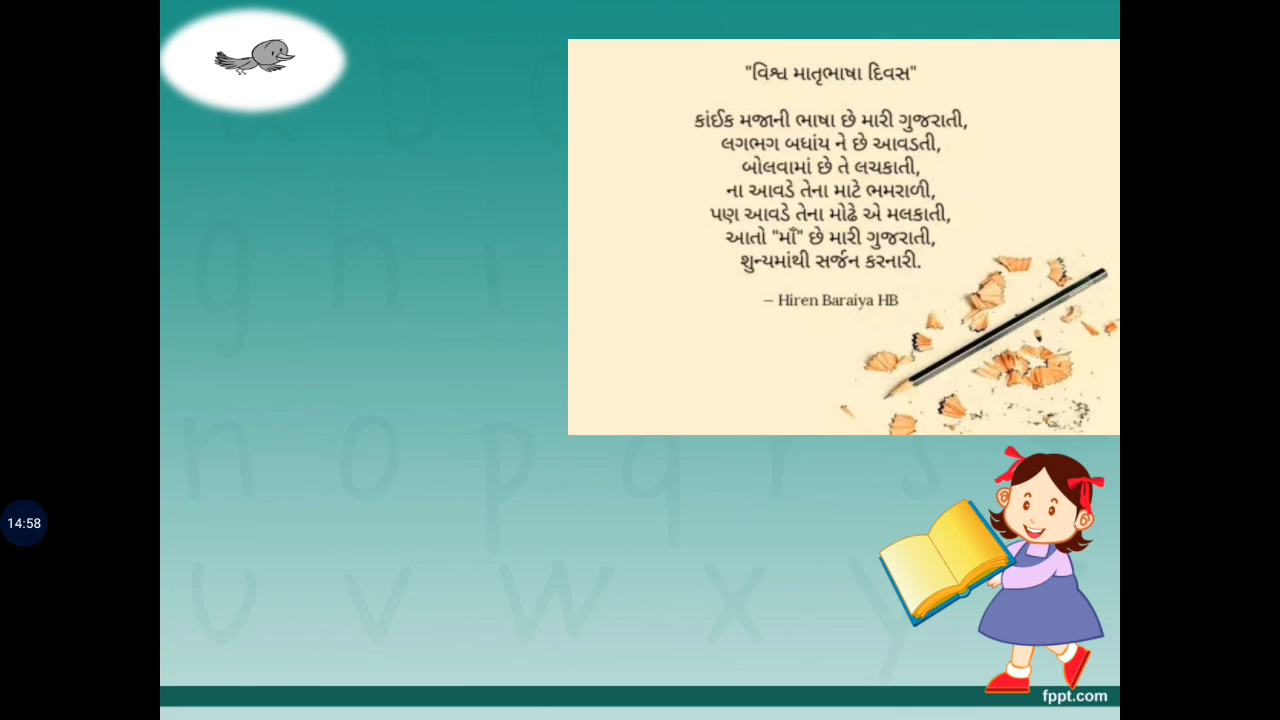 "વિશ્વ માતૃભાષા દિવસ"
કાંઈક મજાની ભાષા છે મારી ગુજરાતી,
લગભગ બધાંય ને છે આવડતી,
બોલવામાં છે તે લચકાતી,
ના આવડે તેના માટે ભમરાળી,
પણ આવડે તેના મોઢે એ મલકાતી,
આતો "માઁ" છે મારી ગુજરાતી,
શુન્યમાંથી સર્જન કરનારી.
– Hiren Baraiya HB
14:58
fppt.com